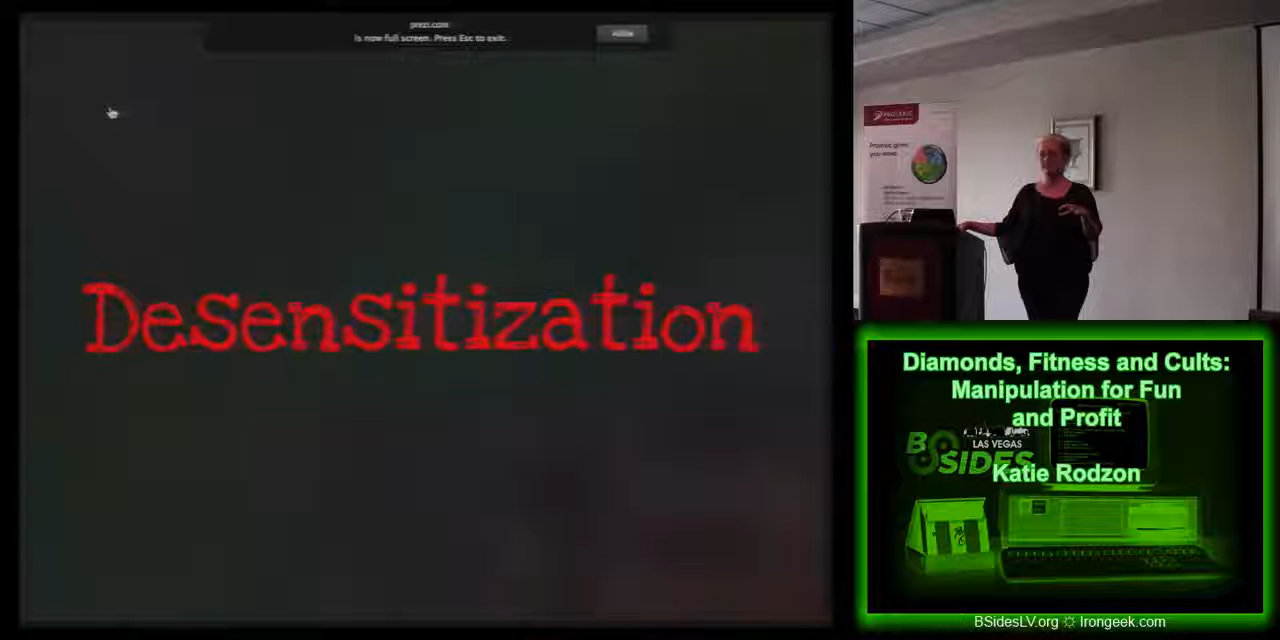 prezi.com
is now full screen. Press Esc to exit.
Allow
Desensitization
Diamonds, Fitness and Cults:
Manipulation for Fun
and Profit
BSIDES
LAS VEGAS
Katie Rodzon
BSidesLV.org ☼ Irongeek.com